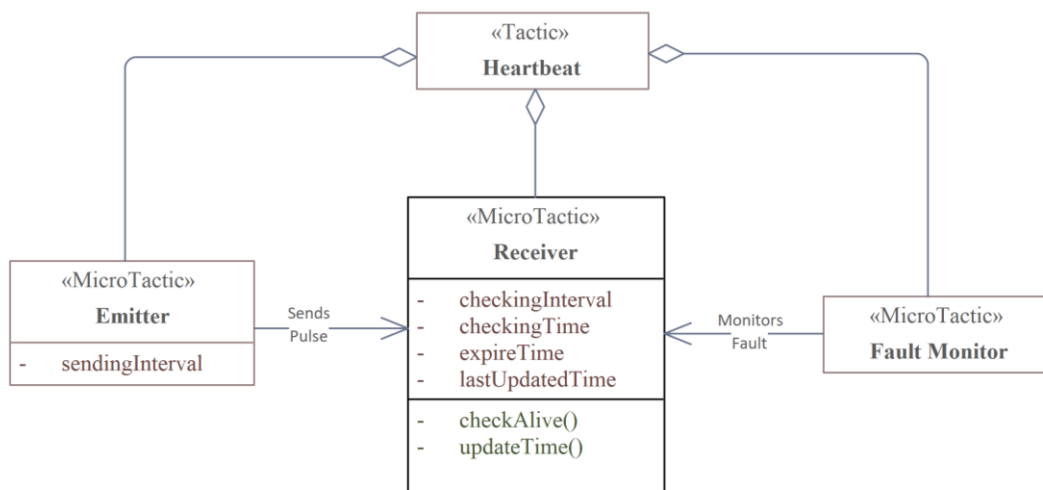 «Tactic»
Heartbeat
«MicroTactic»
Receiver
- checkingInterval
- checkingTime
- expireTime
- lastUpdatedTime
- checkAlive()
- updateTime()
«MicroTactic»
Emitter
- sendingInterval
Sends
Pulse
Monitors
Fault
«MicroTactic»
Fault Monitor